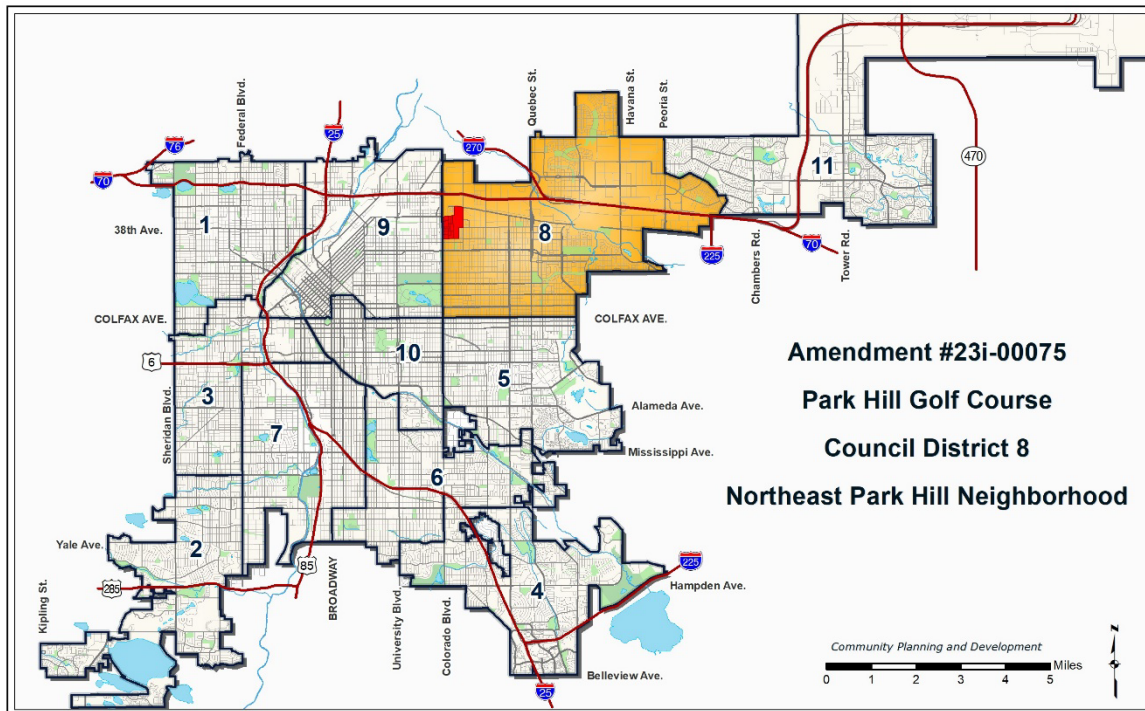 Quebec St.
Havana St.
Peoria St.
Federal Blvd.
25
76
270
70
470
11
1
9
8
38th Ave.
225
70
Chambers Rd.
Tower Rd.
COLFAX AVE.
COLFAX AVE.
10
6
5
3
Sheridan Blvd.
7
Alameda Ave.
Mississippi Ave.
6
Amendment #23i-00075
Park Hill Golf Course
Council District 8
Northeast Park Hill Neighborhood
Yale Ave.
2
85
BROADWAY
University Blvd.
Colorado Blvd.
225
Hampden Ave.
285
4
Kipling St.
Belleview Ave.
25
Community Planning and Development
Miles
0 1 2 3 4 5
z